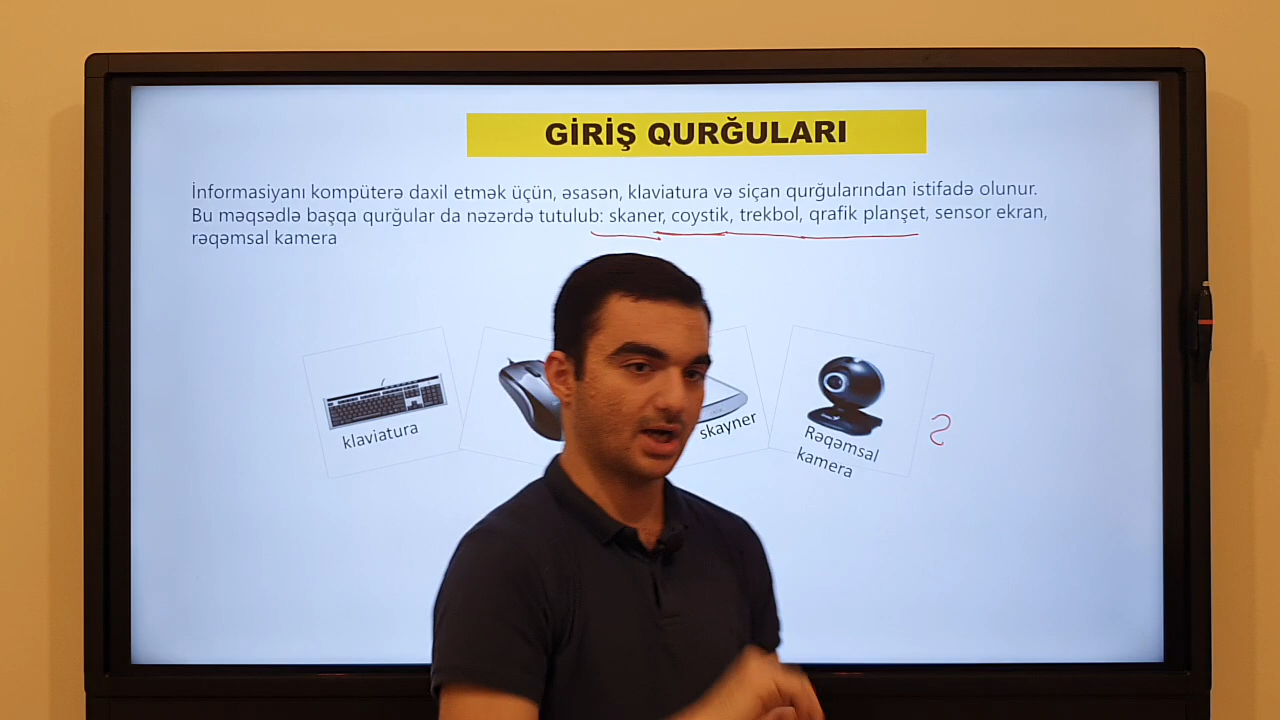 GİRİŞ QURĞULARI
İnformasiyanı kompüterə daxil etmək üçün, əsasən, klaviatura və siçan qurğularından istifadə olunur.
Bu məqsədlə başqa qurğular da nəzərdə tutulub: skaner, coystik, trekbol, qrafik planşet, sensor ekran,
rəqəmsal kamera
klaviatura
skayner
Rəqəmsal
kamera